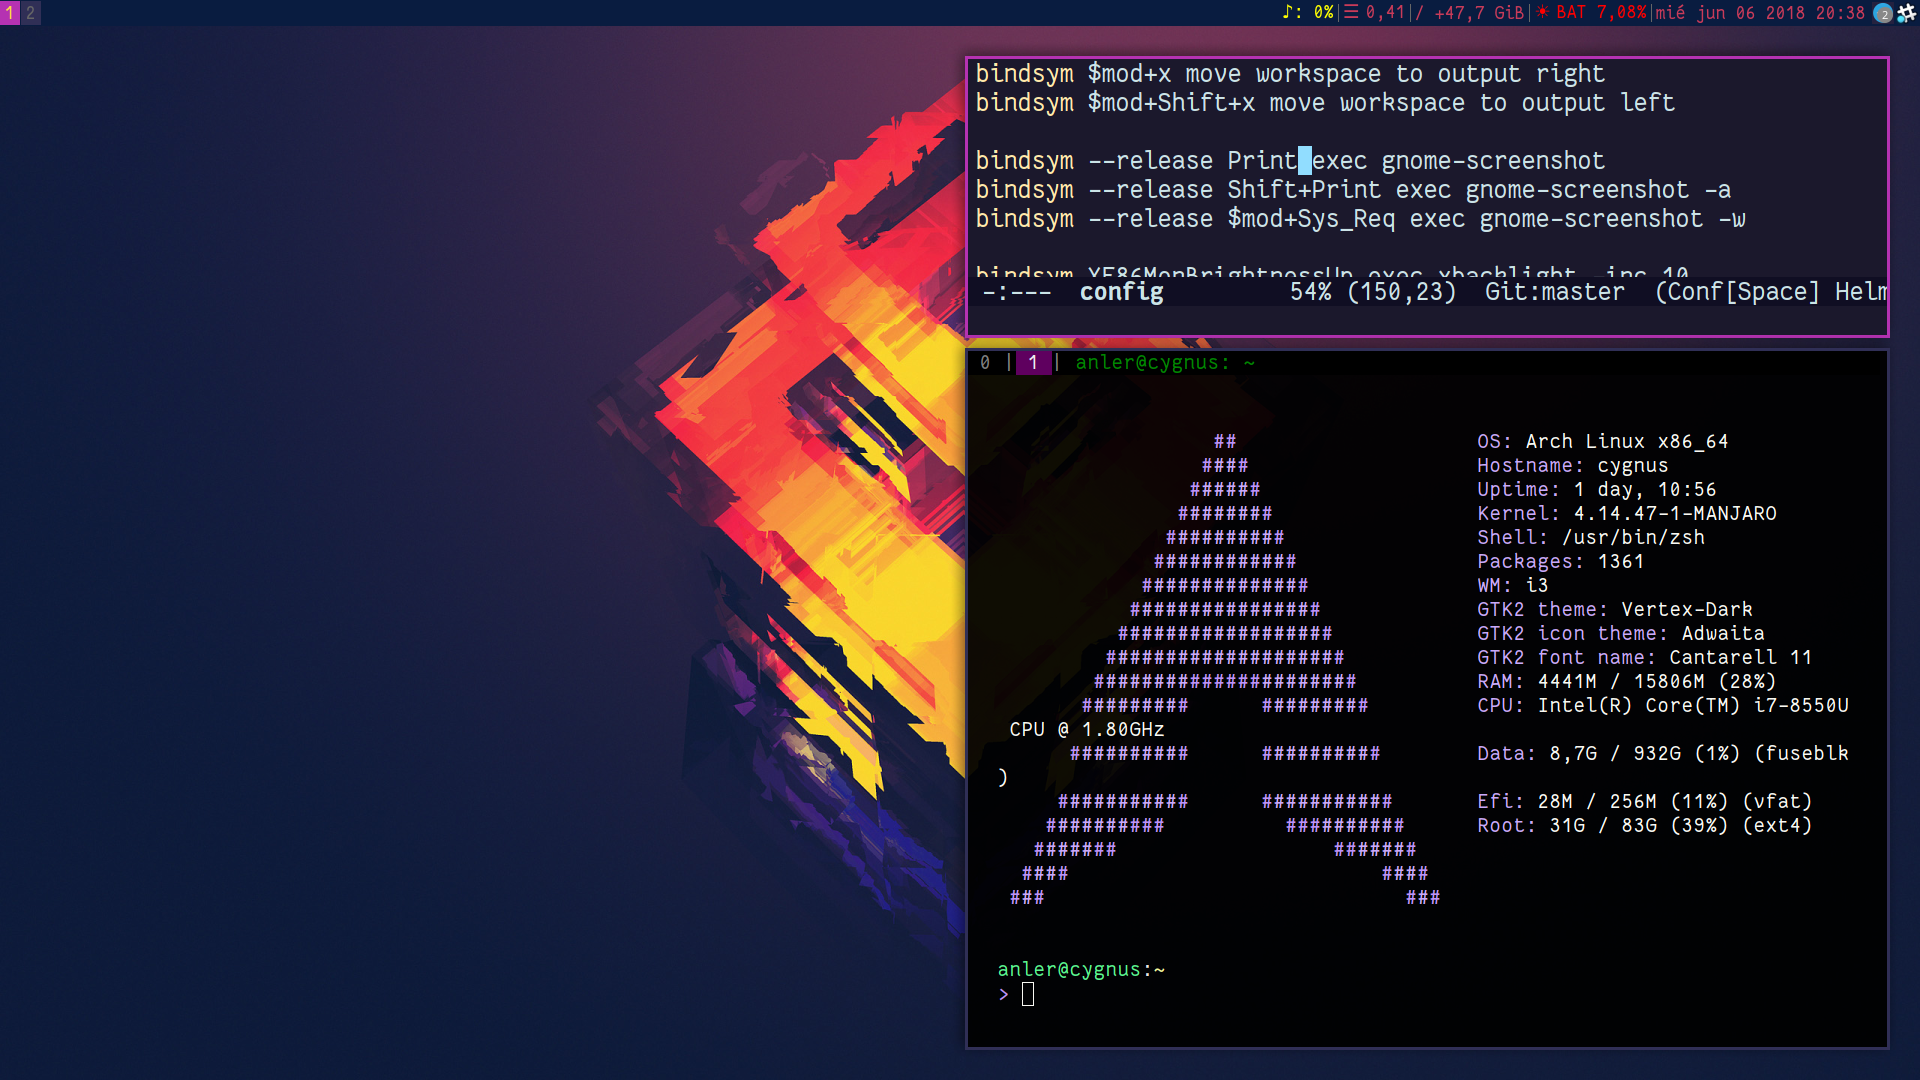 1 2 ♪: 0%|☰ 0,41|/ +47,7 GiB|☀ BAT 7,08%|mié jun 06 2018 20:38 2
bindsym $mod+x move workspace to output right
bindsym $mod+Shift+x move workspace to output left
bindsym --release Print exec gnome-screenshot
bindsym --release Shift+Print exec gnome-screenshot -a
bindsym --release $mod+Sys_Req exec gnome-screenshot -w
bindsym XF86MonBrightnessUp exec xbacklight -inc 10
-:--- config 54% (150,23) Git:master (Conf[Space] Helm
0 | 1 | anler@cygnus: ~
## OS: Arch Linux x86_64
#### Hostname: cygnus
###### Uptime: 1 day, 10:56
######## Kernel: 4.14.47-1-MANJARO
########## Shell: /usr/bin/zsh
############ Packages: 1361
############## WM: i3
################ GTK2 theme: Vertex-Dark
################## GTK2 icon theme: Adwaita
#################### GTK2 font name: Cantarell 11
###################### RAM: 4441M / 15806M (28%)
######### ######### CPU: Intel(R) Core(TM) i7-8550U
CPU @ 1.80GHz
########## ########## Data: 8,7G / 932G (1%) (fuseblk
)
########### ########### Efi: 28M / 256M (11%) (vfat)
########## ########## Root: 31G / 83G (39%) (ext4)
####### #######
#### ####
### ###
anler@cygnus:~
>